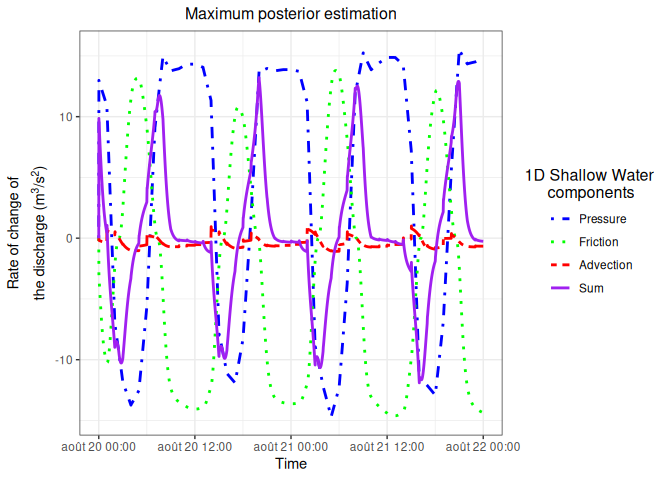 Maximum posterior estimation
Rate of change of
the discharge (m³/s²)
10
0
-10
août 20 00:00
août 20 12:00
août 21 00:00
août 21 12:00
août 22 00:00
Time
1D Shallow Water
components
Pressure
Friction
Advection
Sum